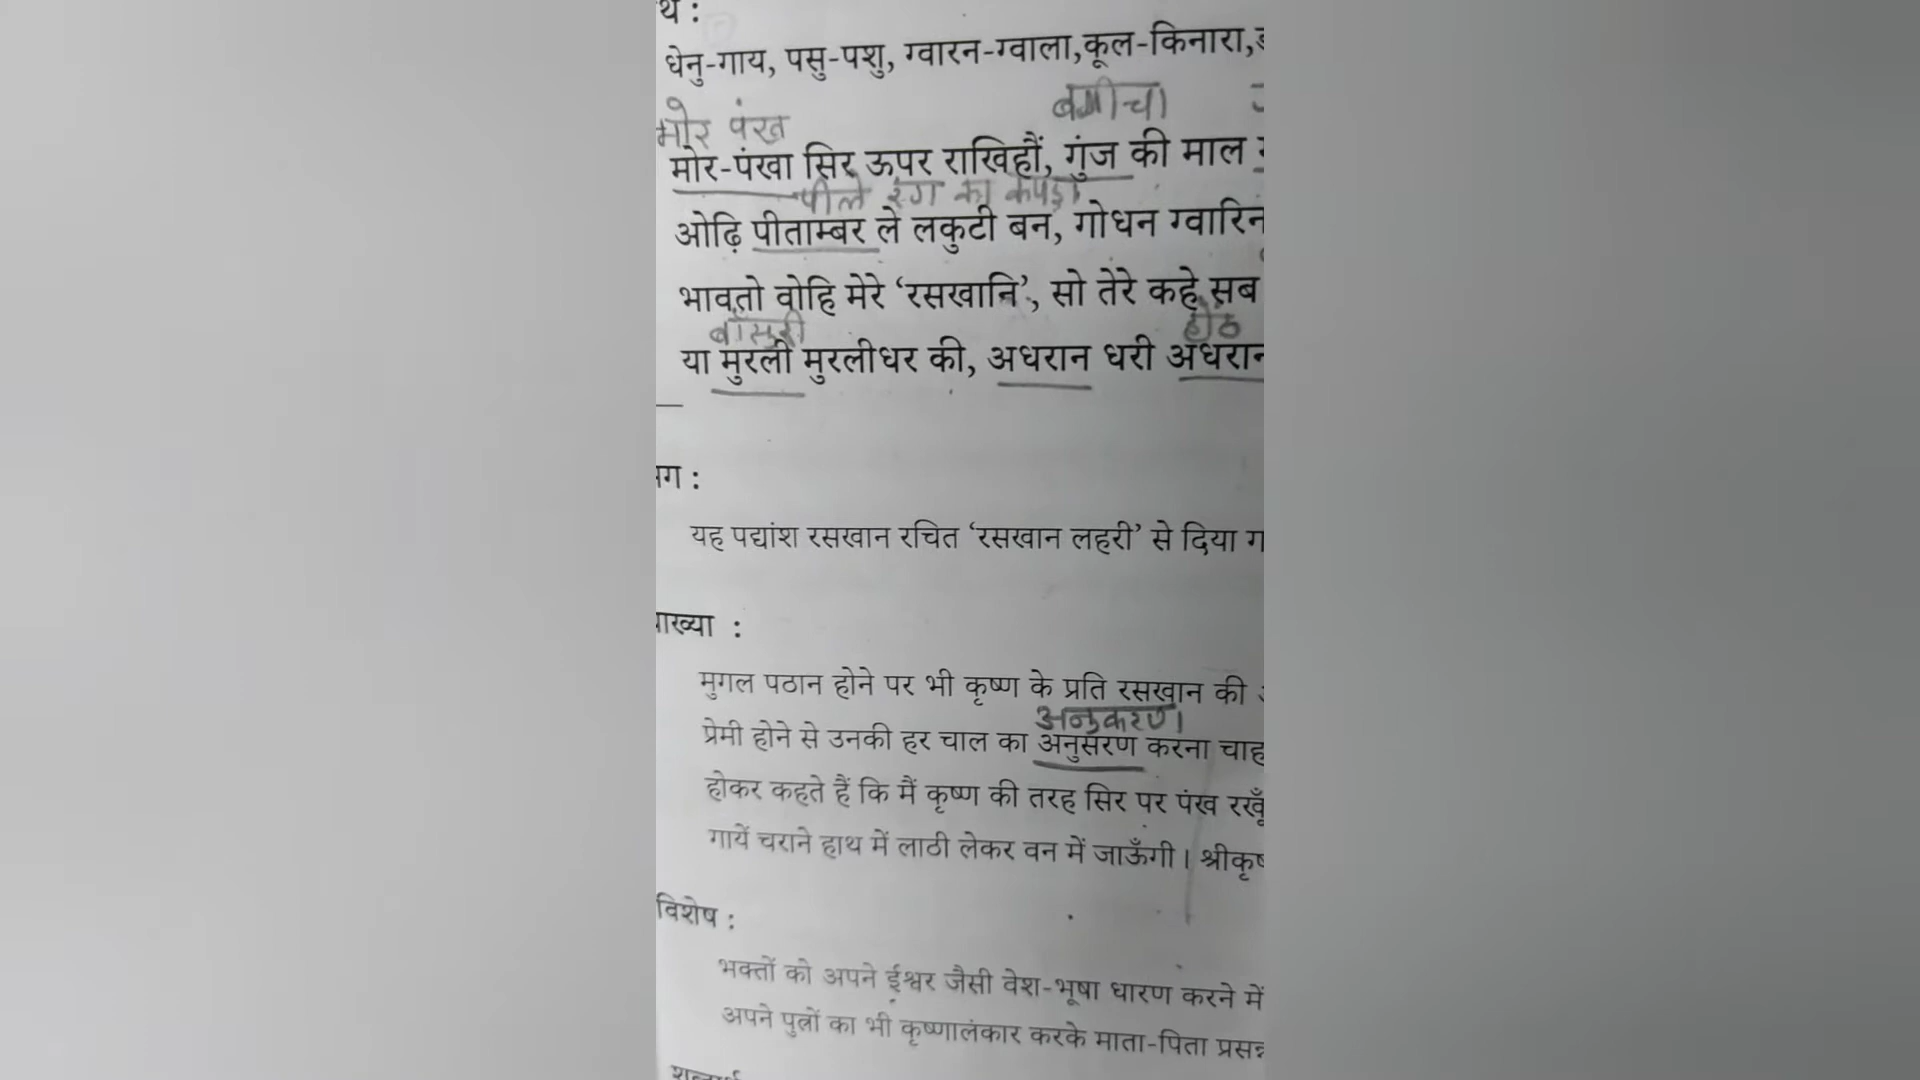 थ :
धेनु-गाय, पसु-पशु, ग्वारन-ग्वाला,कूल-किनारा,
बगीचा
मोर पंख
मोर-पंखा सिर ऊपर राखिहौं, गुंज की माल
पीले रंग का कपड़ा
ओढ़ि पीताम्बर ले लकुटी बन, गोधन ग्वारिन
भावतो वोहि मेरे ‘रसखानि’, सो तेरे कहे सब
बाँसुरी होंठ
या मुरली मुरलीधर की, अधरान धरी अधरान
ग :
यह पद्यांश रसखान रचित ‘रसखान लहरी’ से दिया ग
ाख्या :
मुगल पठान होने पर भी कृष्ण के प्रति रसखान की
अनुकरण
प्रेमी होने से उनकी हर चाल का अनुसरण करना चाह
होकर कहते हैं कि मैं कृष्ण की तरह सिर पर पंख रखूँ
गायें चराने हाथ में लाठी लेकर वन में जाऊँगी। श्रीकृष
विशेष :
भक्तों को अपने ईश्वर जैसी वेश-भूषा धारण करने में
अपने पुत्रों का भी कृष्णालंकार करके माता-पिता प्रसन्न